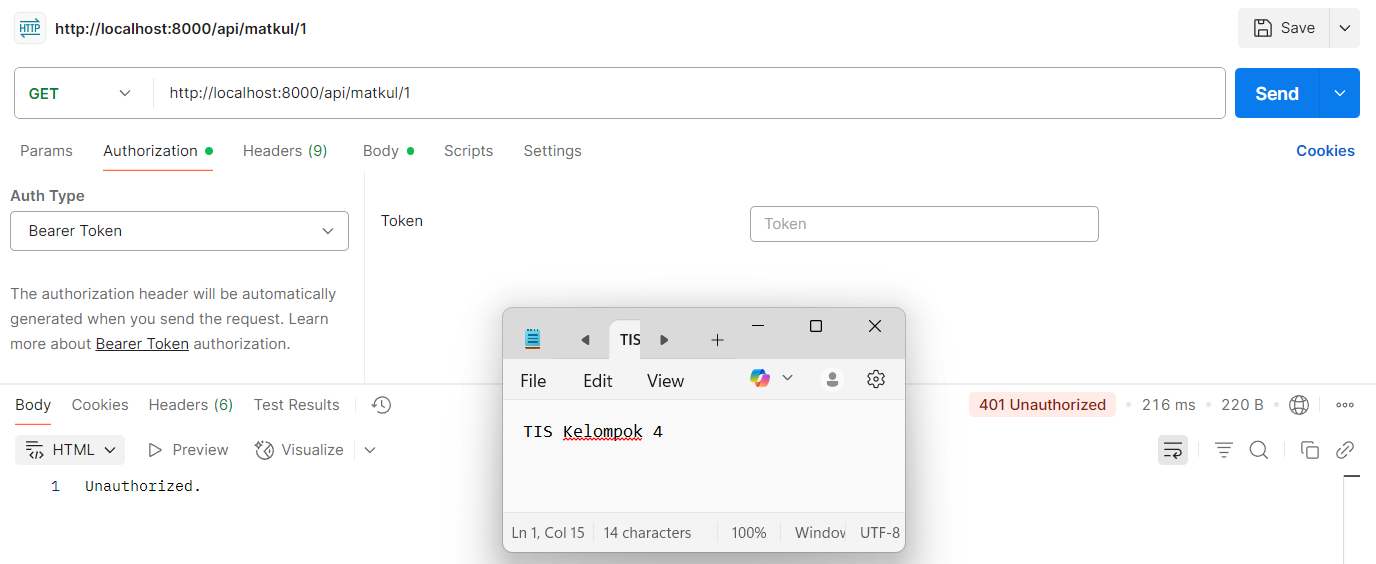 HTTP http://localhost:8000/api/matkul/1 Save
GET http://localhost:8000/api/matkul/1 Send
Params Authorization Headers (9) Body Scripts Settings Cookies
Auth Type
Bearer Token
Token Token
The authorization header will be automatically
generated when you send the request. Learn
more about Bearer Token authorization.
TIS
File Edit View
TIS Kelompok 4
Ln 1, Col 15 14 characters 100% Window UTF-8
Body Cookies Headers (6) Test Results 401 Unauthorized 216 ms 220 B
HTML Preview Visualize
1 Unauthorized.